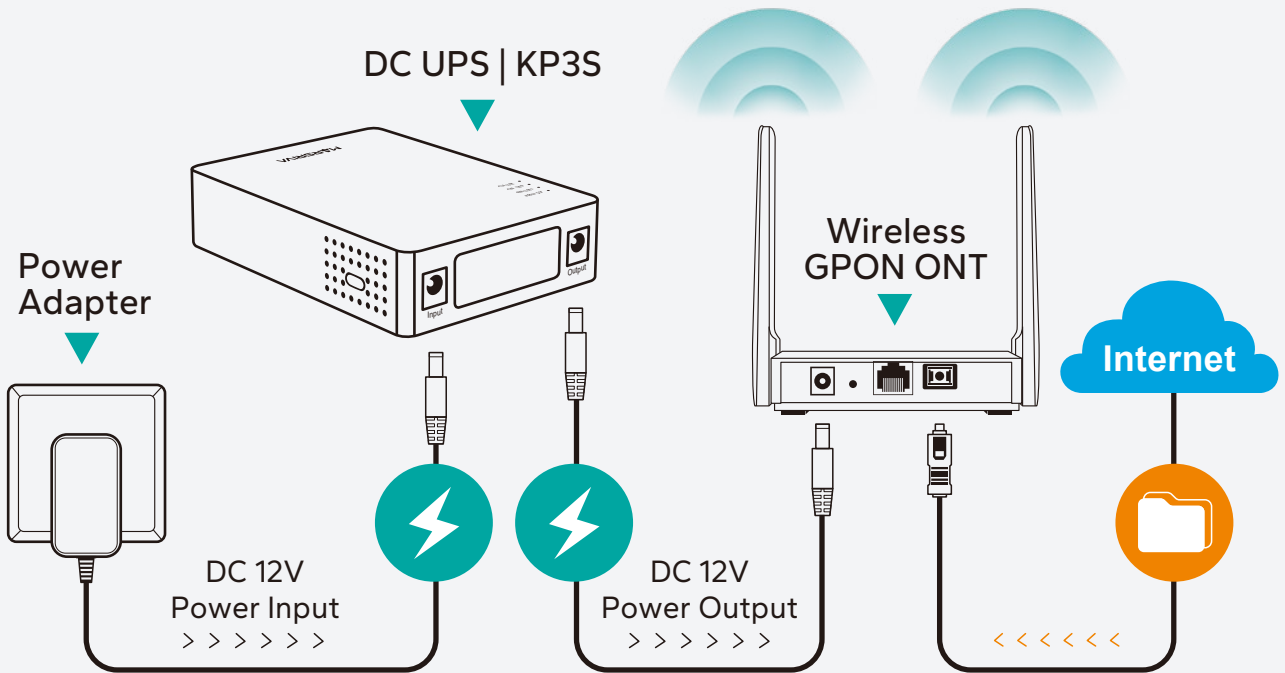 DC UPS | KP3S
Power
Adapter
Input
Output
Wireless
GPON ONT
Internet
DC 12V
Power Input
> > > > > >
DC 12V
Power Output
> > > > > >
< < < < < <